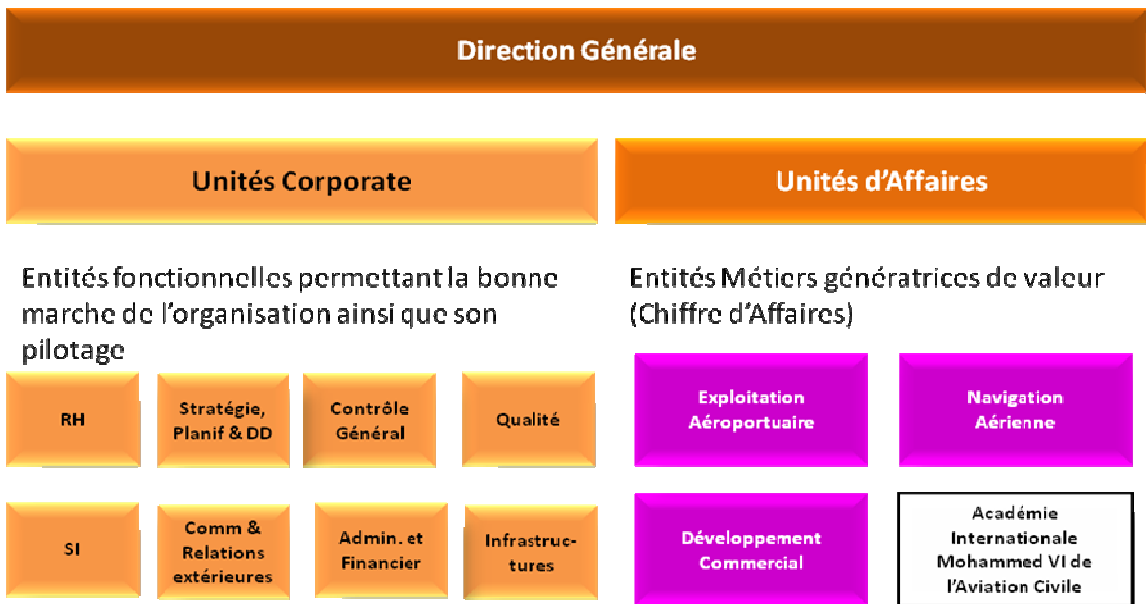 Direction Générale
Unités Corporate
Unités d’Affaires
Entités fonctionnelles permettant la bonne
marche de l’organisation ainsi que son
pilotage
Entités Métiers génératrices de valeur
(Chiffre d’Affaires)
RH
Stratégie,
Planif & DD
Contrôle
Général
Qualité
SI
Comm &
Relations
extérieures
Admin. et
Financier
Infrastruc-
tures
Exploitation
Aéroportuaire
Navigation
Aérienne
Développement
Commercial
Académie
Internationale
Mohammed VI de
l’Aviation Civile